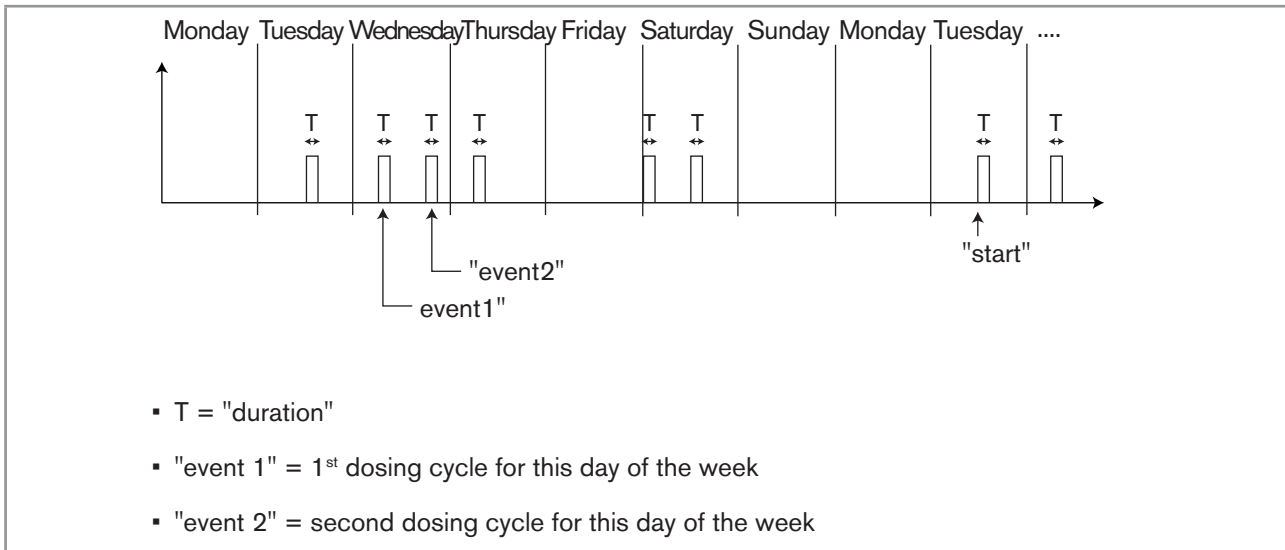 Monday Tuesday Wednesday Thursday Friday Saturday Sunday Monday Tuesday ....
T T T T T T T T
"start"
"event2"
event1"
▪ T = "duration"
▪ "event 1" = 1st dosing cycle for this day of the week
▪ "event 2" = second dosing cycle for this day of the week